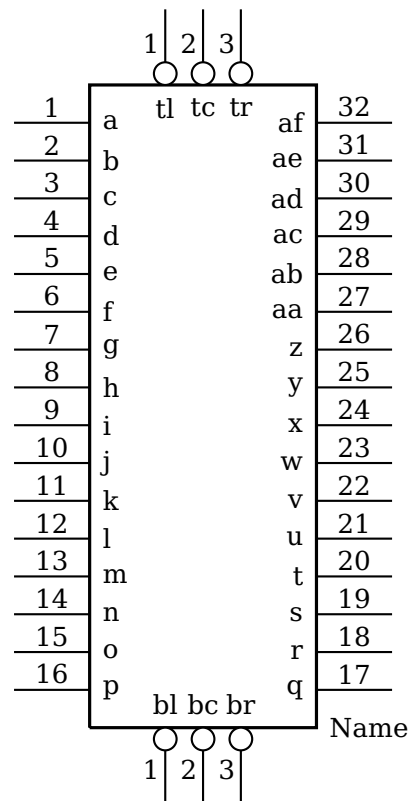 1 2 3
tl tc tr
1 a af 32
2 b ae 31
3 c ad 30
4 d ac 29
5 e ab 28
6 f aa 27
7 g z 26
8 h y 25
9 i x 24
10 j w 23
11 k v 22
12 l u 21
13 m t 20
14 n s 19
15 o r 18
16 p q 17
bl bc br
Name
1 2 3